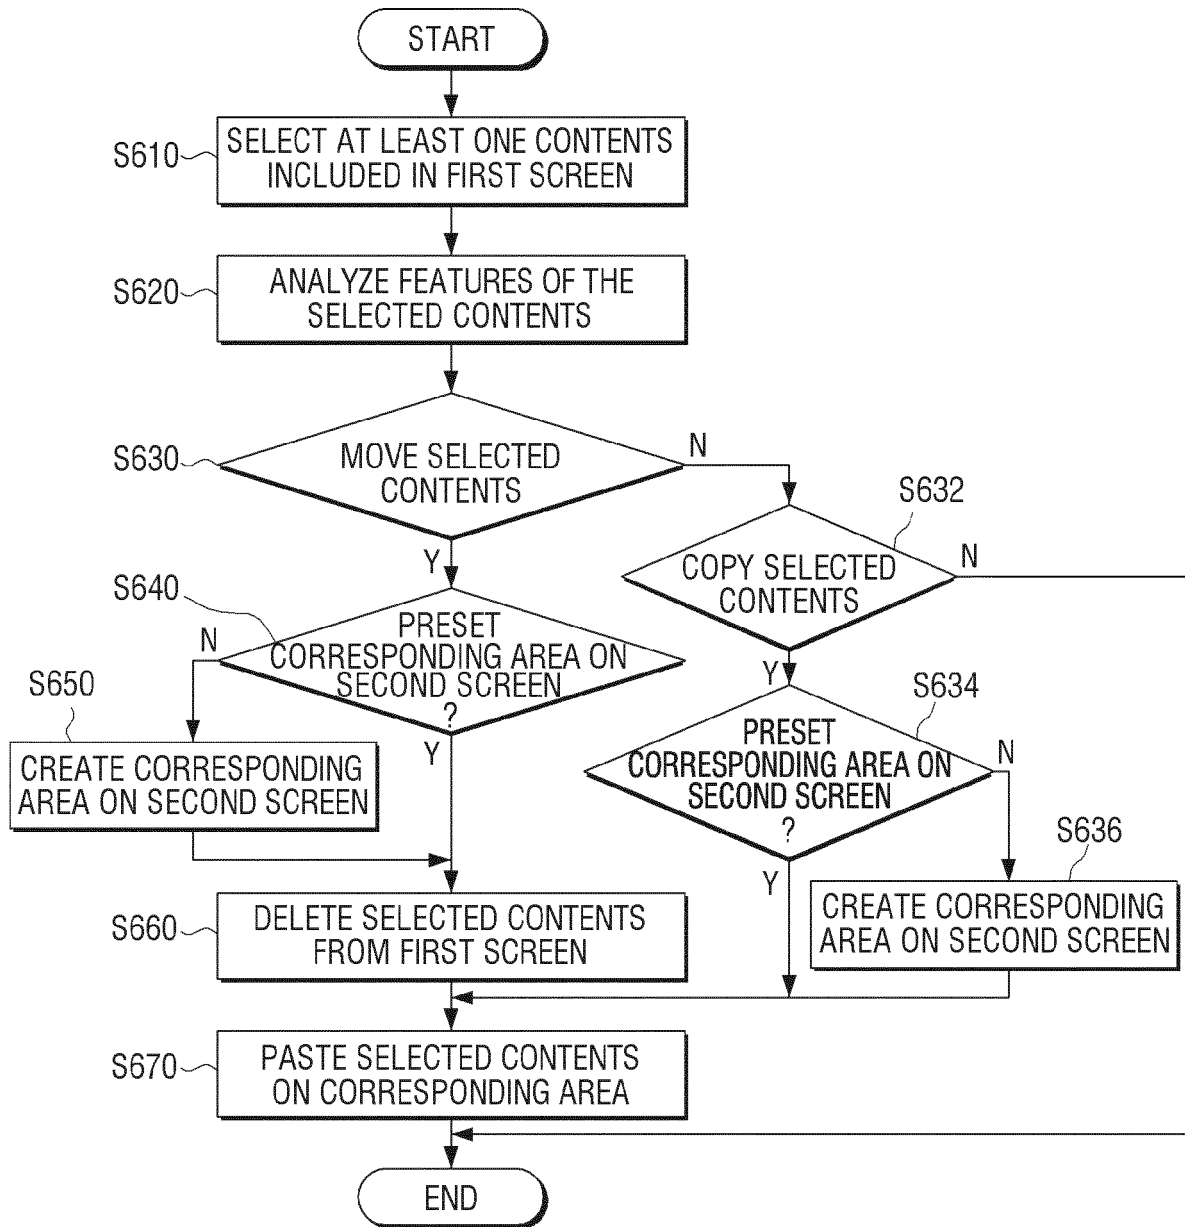 START
S610
SELECT AT LEAST ONE CONTENTS
INCLUDED IN FIRST SCREEN
S620
ANALYZE FEATURES OF THE
SELECTED CONTENTS
S630
MOVE SELECTED
CONTENTS
N
Y
S632
COPY SELECTED
CONTENTS
N
Y
S640
PRESET
CORRESPONDING AREA ON
SECOND SCREEN
?
N
Y
S634
PRESET
CORRESPONDING AREA ON
SECOND SCREEN
?
N
Y
S650
CREATE CORRESPONDING
AREA ON SECOND SCREEN
S636
CREATE CORRESPONDING
AREA ON SECOND SCREEN
S660
DELETE SELECTED CONTENTS
FROM FIRST SCREEN
S670
PASTE SELECTED CONTENTS
ON CORRESPONDING AREA
END